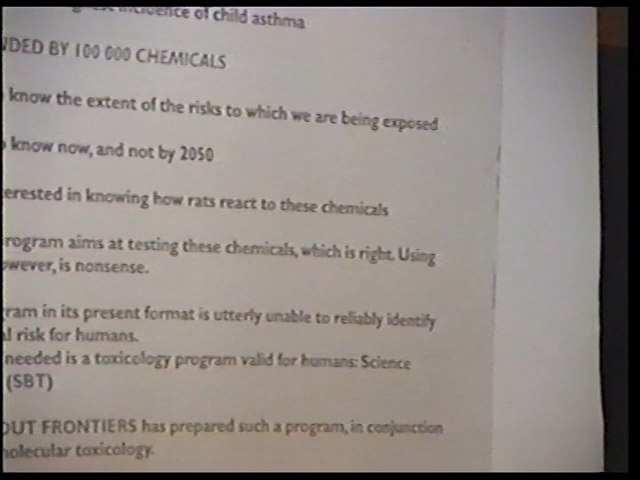 incidence of child asthma
NDED BY 100 000 CHEMICALS
know the extent of the risks to which we are being exposed
know now, and not by 2050
erested in knowing how rats react to these chemicals
rogram aims at testing these chemicals, which is right. Using
owever, is nonsense.
ram in its present format is utterly unable to reliably identify
al risk for humans.
needed is a toxicology program valid for humans: Science
(SBT)
OUT FRONTIERS has prepared such a program, in conjunction
molecular toxicology.